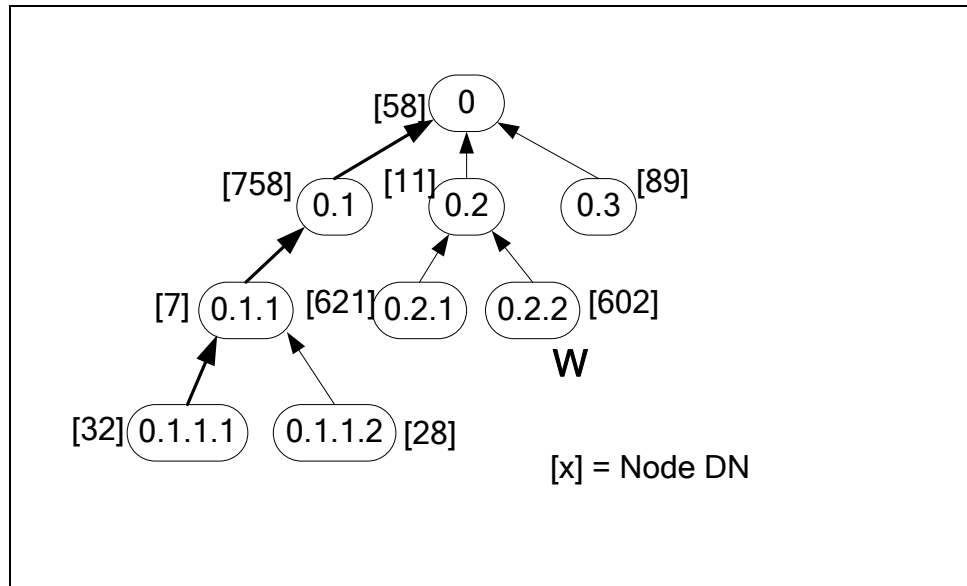 [58] 0
[758] 0.1 [11] 0.2 0.3 [89]
[7] 0.1.1 [621] 0.2.1 0.2.2 [602]
W
[32] 0.1.1.1 0.1.1.2 [28]
[x] = Node DN